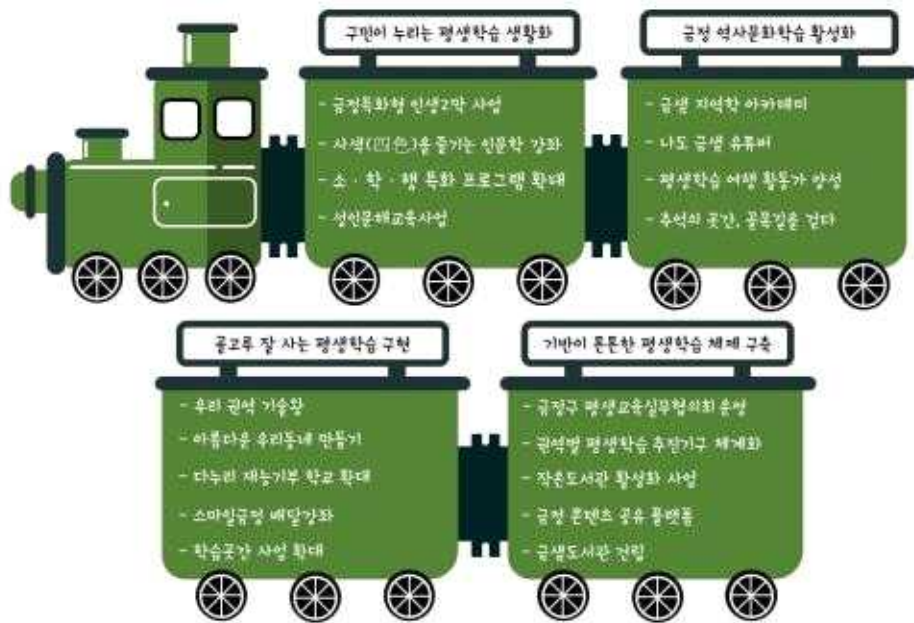 구민이 누리는 평생학습 생활화
- 금정특화형 인생2막 사업
- 사색(四色)을 즐기는 인문학 강좌
- 소·학·행 특화 프로그램 확대
- 성인문해교육사업
금정 역사문화학습 활성화
- 금샘 지역학 아카데미
- 나도 금샘 유튜버
- 평생학습 여행 활동가 양성
- 추억의 곳간, 골목길을 걷다
골고루 잘 사는 평생학습 구현
- 우리 권역 기술왕
- 아름다운 우리동네 만들기
- 다누리 재능기부 학교 확대
- 스마일금정 배달강좌
- 학습곳간 사업 확대
기반이 튼튼한 평생학습 체제 구축
- 금정구 평생교육실무협의회 운영
- 권역별 평생학습 추진기구 체계화
- 작은도서관 활성화 사업
- 금정 콘텐츠 공유 플랫폼
- 금샘도서관 건립